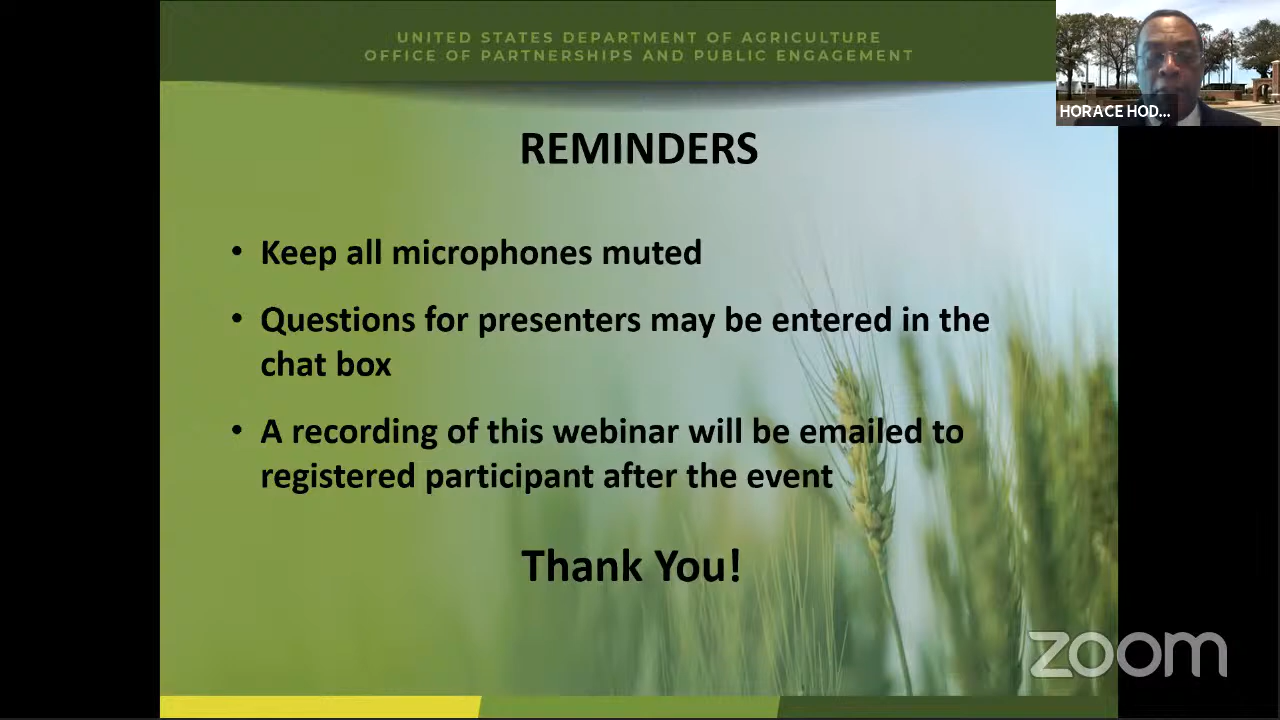 UNITED STATES DEPARTMENT OF AGRICULTURE
OFFICE OF PARTNERSHIPS AND PUBLIC ENGAGEMENT
HORACE HOD...
REMINDERS
• Keep all microphones muted
• Questions for presenters may be entered in the
chat box
• A recording of this webinar will be emailed to
registered participant after the event
Thank You!
zoom